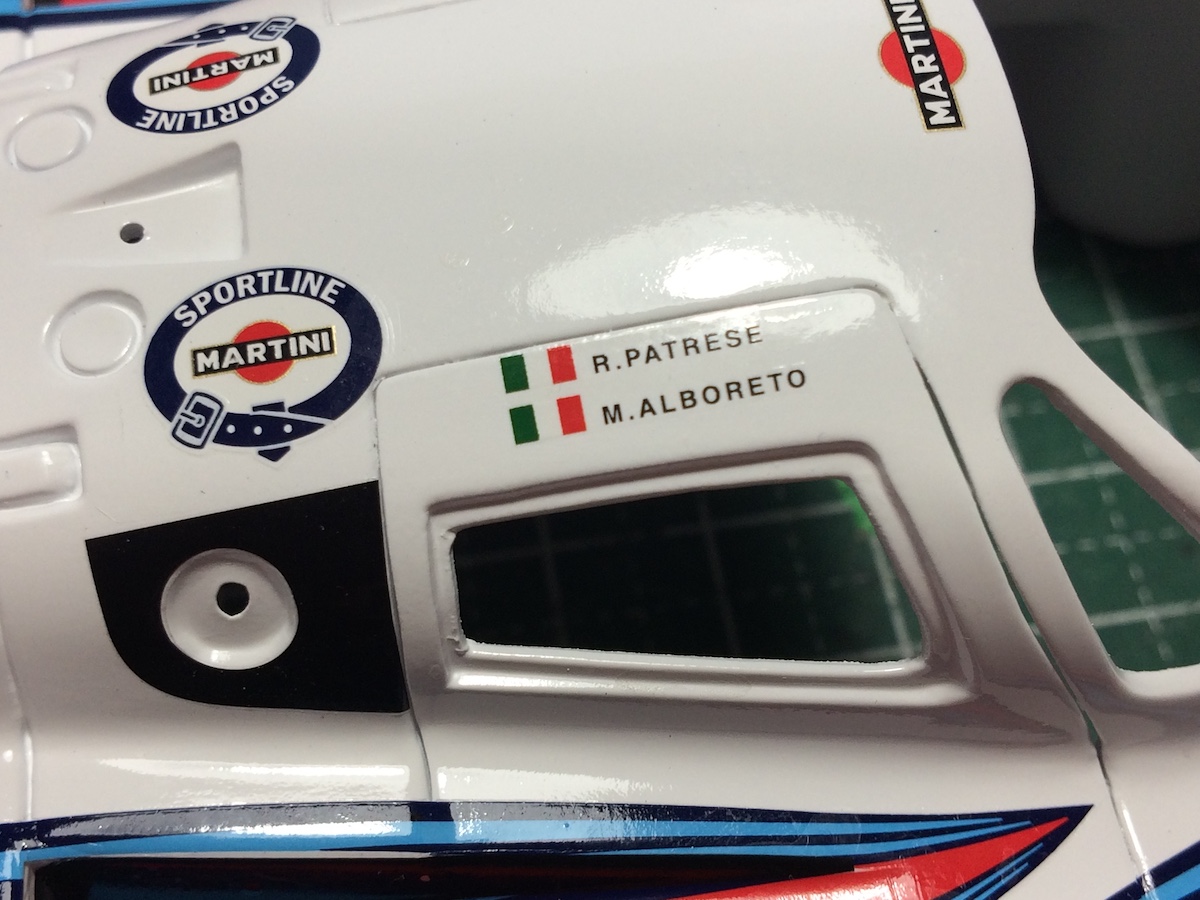 MARTINI
SPORTLINE
MARTINI
SPORTLINE
MARTINI
R.PATRESE
M.ALBORETO